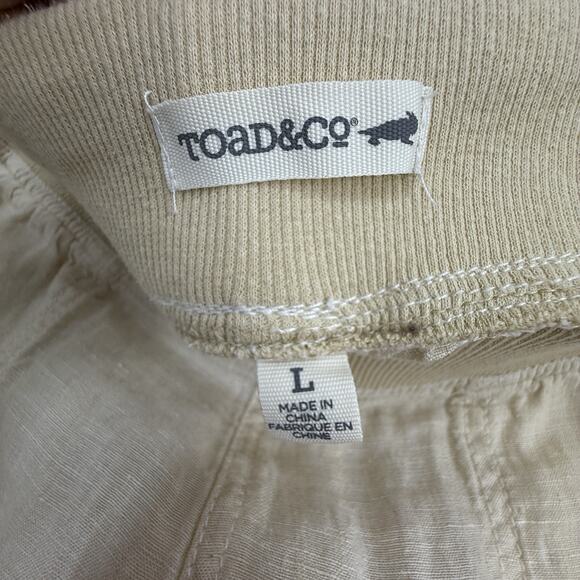 TOaD&Co®
L
MADE IN
CHINA
FABRIQUE EN
CHINE